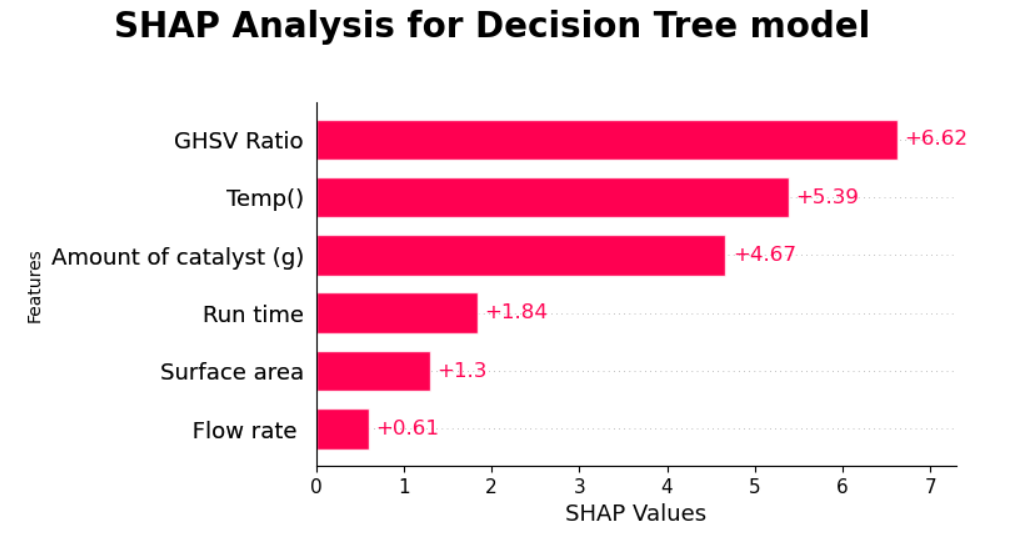 SHAP Analysis for Decision Tree model
GHSV Ratio +6.62
Temp() +5.39
Amount of catalyst (g) +4.67
Run time +1.84
Surface area +1.3
Flow rate +0.61
Features
0 1 2 3 4 5 6 7
SHAP Values